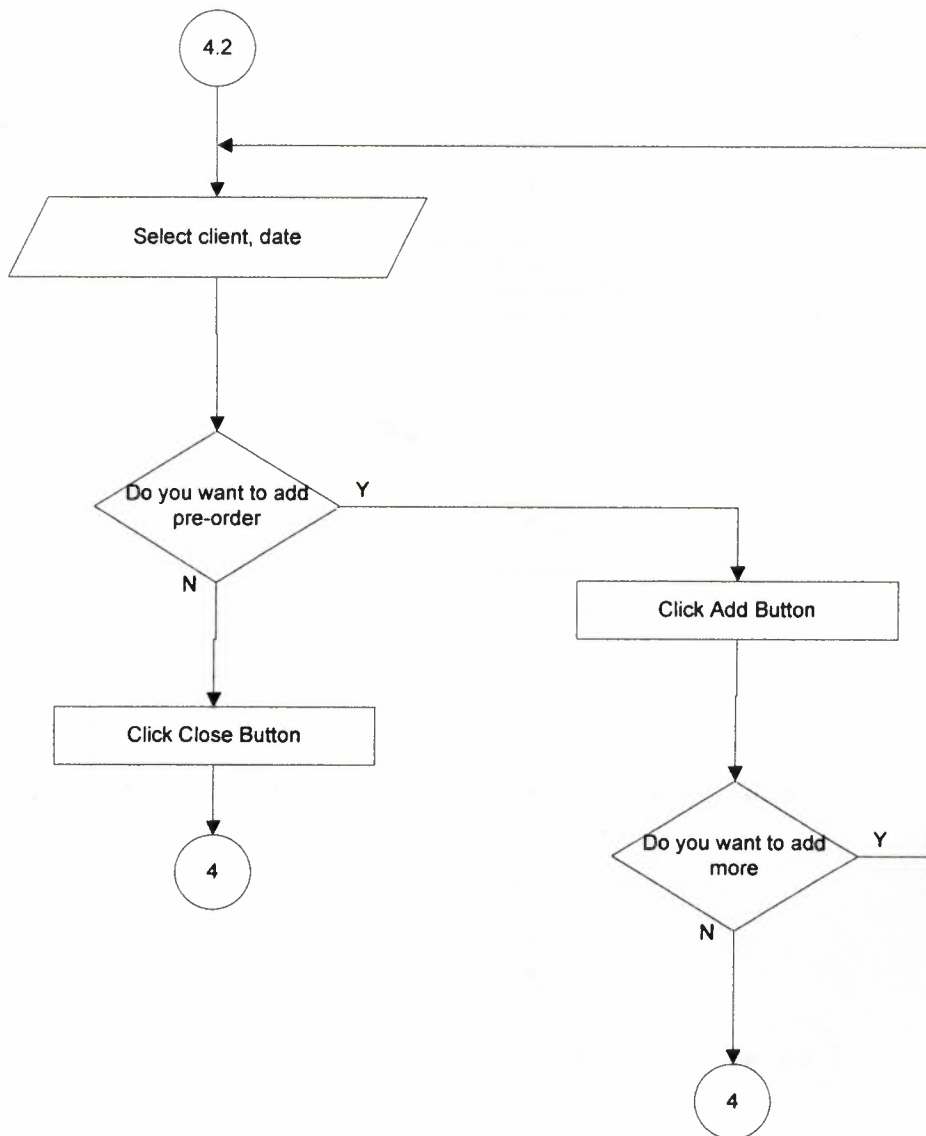 4.2
Select client, date
Do you want to add
pre-order
Y
N
Click Add Button
Click Close Button
Do you want to add
more
Y
N
4
4